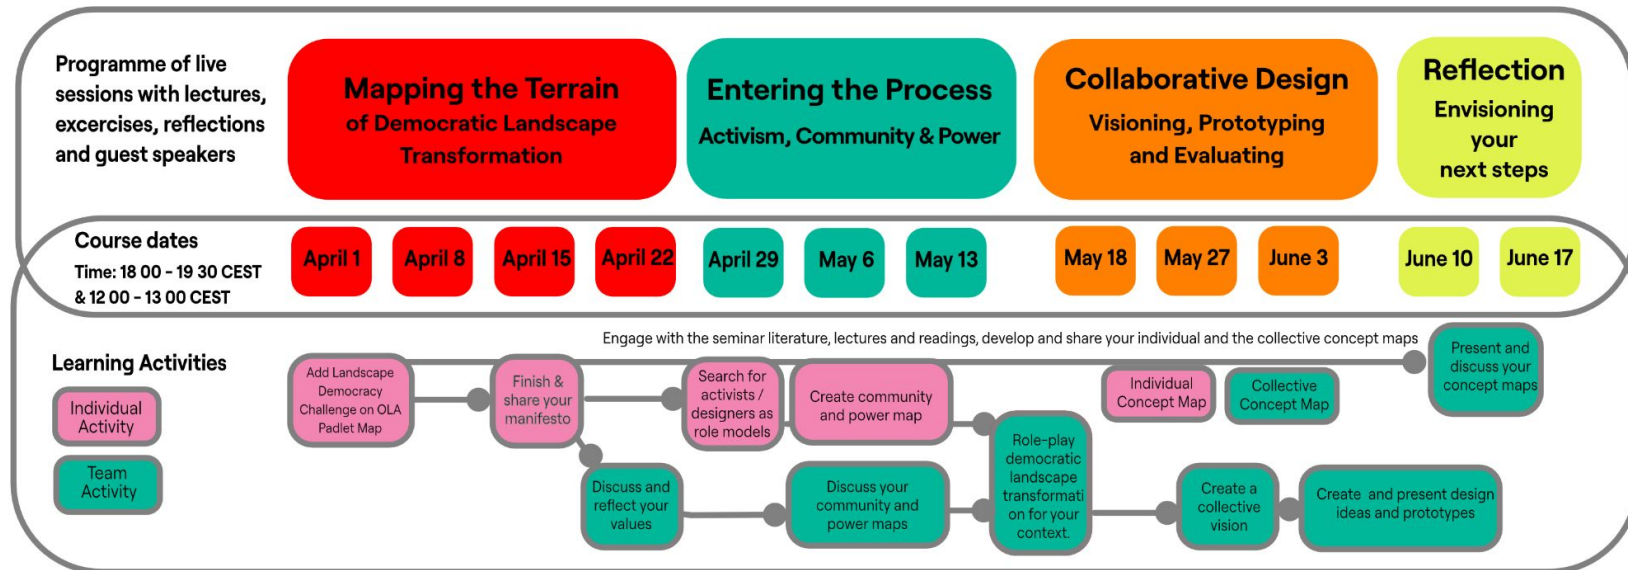 Programme of live
sessions with lectures,
excercises, reflections
and guest speakers
Mapping the Terrain
of Democratic Landscape
Transformation
Entering the Process
Activism, Community & Power
Collaborative Design
Visioning, Prototyping
and Evaluating
Reflection
Envisioning
your
next steps
Course dates
Time: 18 00 - 19 30 CEST
& 12 00 - 13 00 CEST
April 1
April 8
April 15
April 22
April 29
May 6
May 13
May 18
May 27
June 3
June 10
June 17
Engage with the seminar literature, lectures and readings, develop and share your individual and the collective concept maps
Learning Activities
Individual
Activity
Team
Activity
Add Landscape
Democracy
Challenge on OLA
Padlet Map
Finish &
share your
manifesto
Search for
activists /
designers as
role models
Create community
and power map
Individual
Concept Map
Collective
Concept Map
Present and
discuss your
concept maps
Discuss and
reflect your
values
Discuss your
community and
power maps
Role-play
democratic
landscape
transformati
on for your
context.
Create a
collective
vision
Create and present design
ideas and prototypes